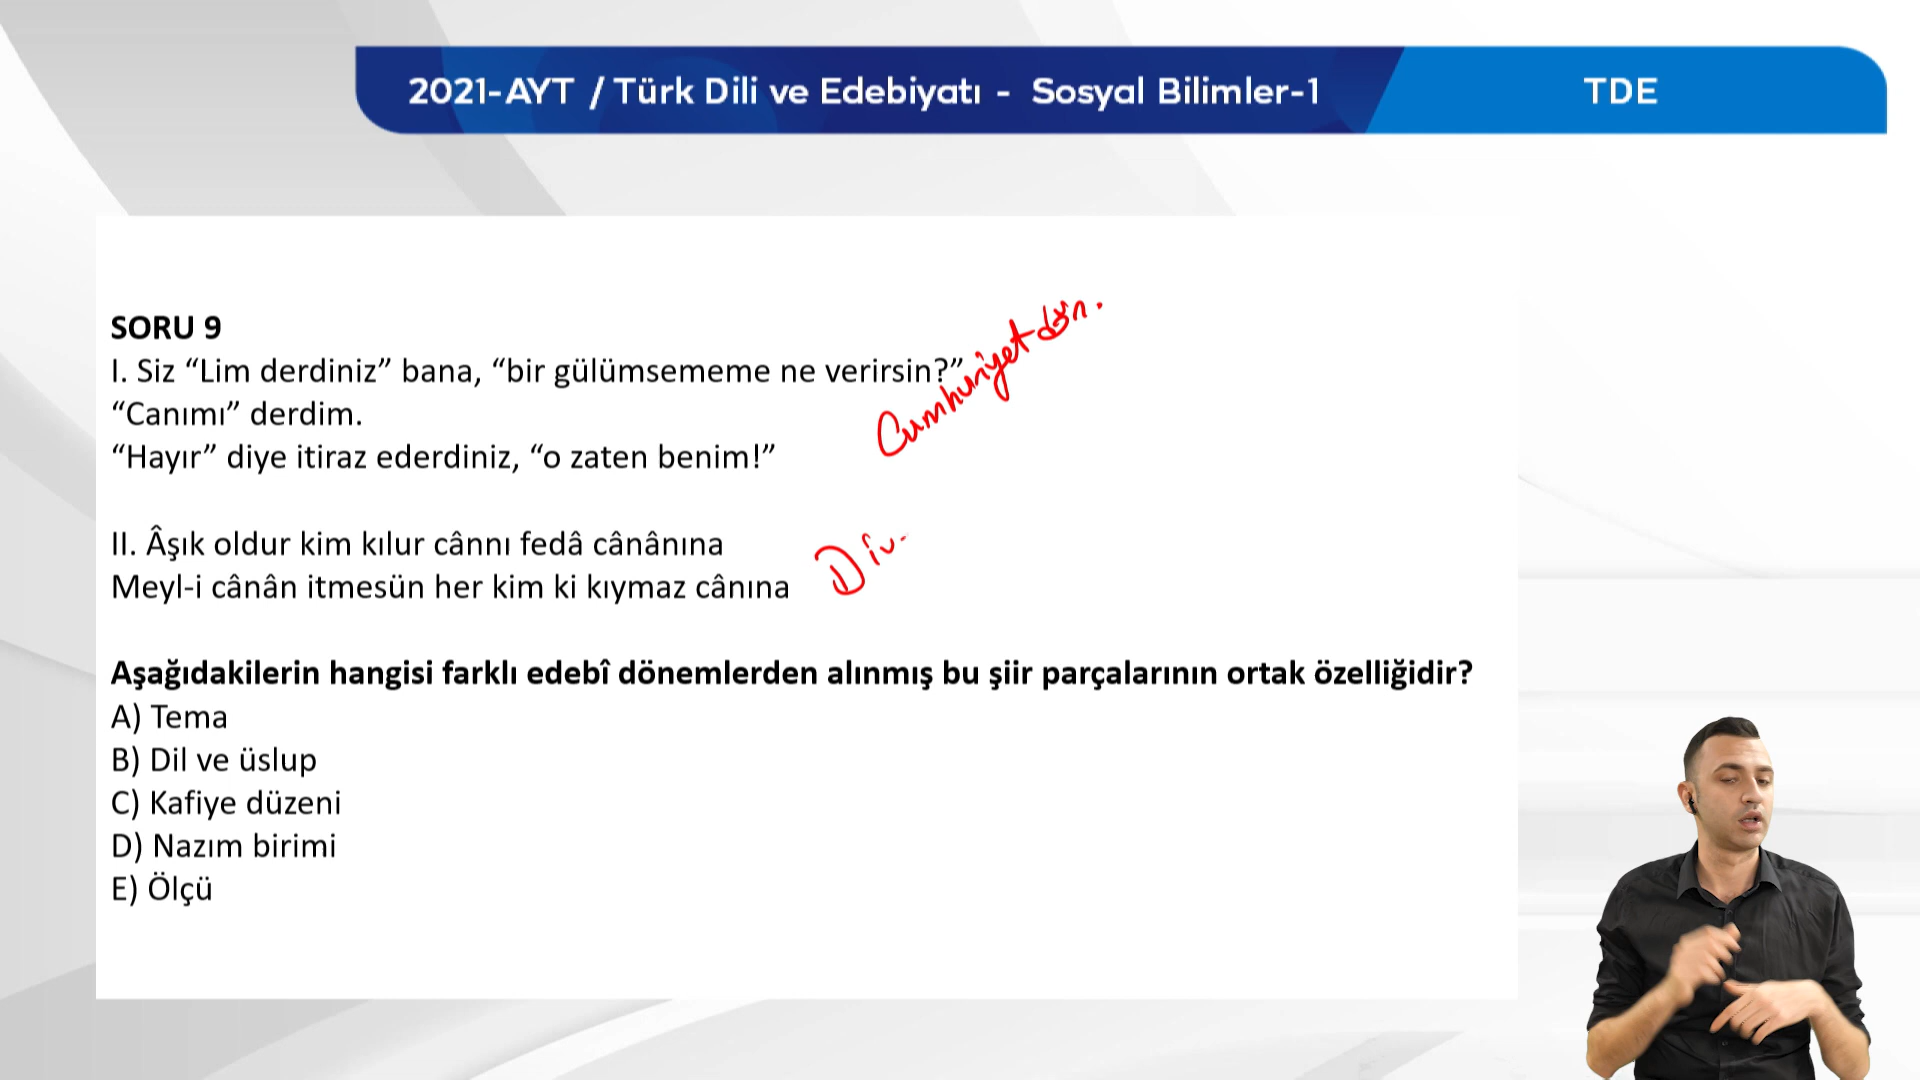 2021-AYT / Türk Dili ve Edebiyatı - Sosyal Bilimler-1
TDE
SORU 9
I. Siz “Lim derdiniz” bana, “bir gülümsememe ne verirsin?”
“Canımı” derdim.
“Hayır” diye itiraz ederdiniz, “o zaten benim!”
Cumhuriyet dön.
II. Âşık oldur kim kılur cânnı fedâ cânânına
Meyl-i cânân itmesün her kim ki kıymaz cânına
Div.
Aşağıdakilerin hangisi farklı edebî dönemlerden alınmış bu şiir parçalarının ortak özelliğidir?
A) Tema
B) Dil ve üslup
C) Kafiye düzeni
D) Nazım birimi
E) Ölçü